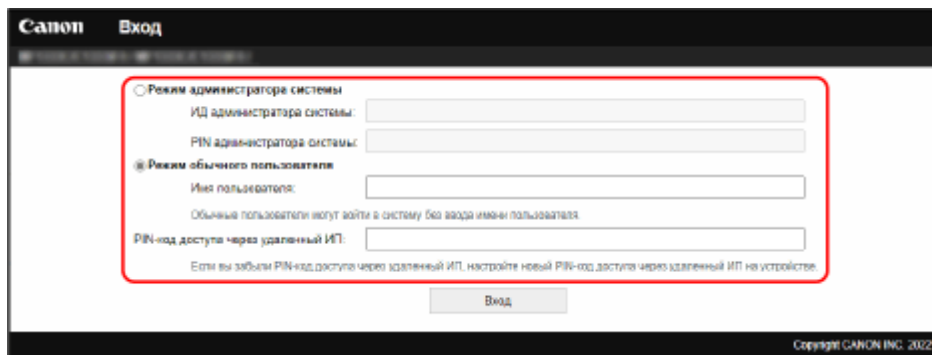 Canon Вход
Режим администратора системы
ИД администратора системы:
PIN администратора системы:
Режим обычного пользователя
Имя пользователя:
Обычные пользователи могут войти в систему без ввода имени пользователя.
PIN-код доступа через удаленный ИП:
Если вы забыли PIN-код доступа через удаленный ИП, настройте новый PIN-код доступа через удаленный ИП на устройстве.
Вход
Copyright CANON INC. 2022